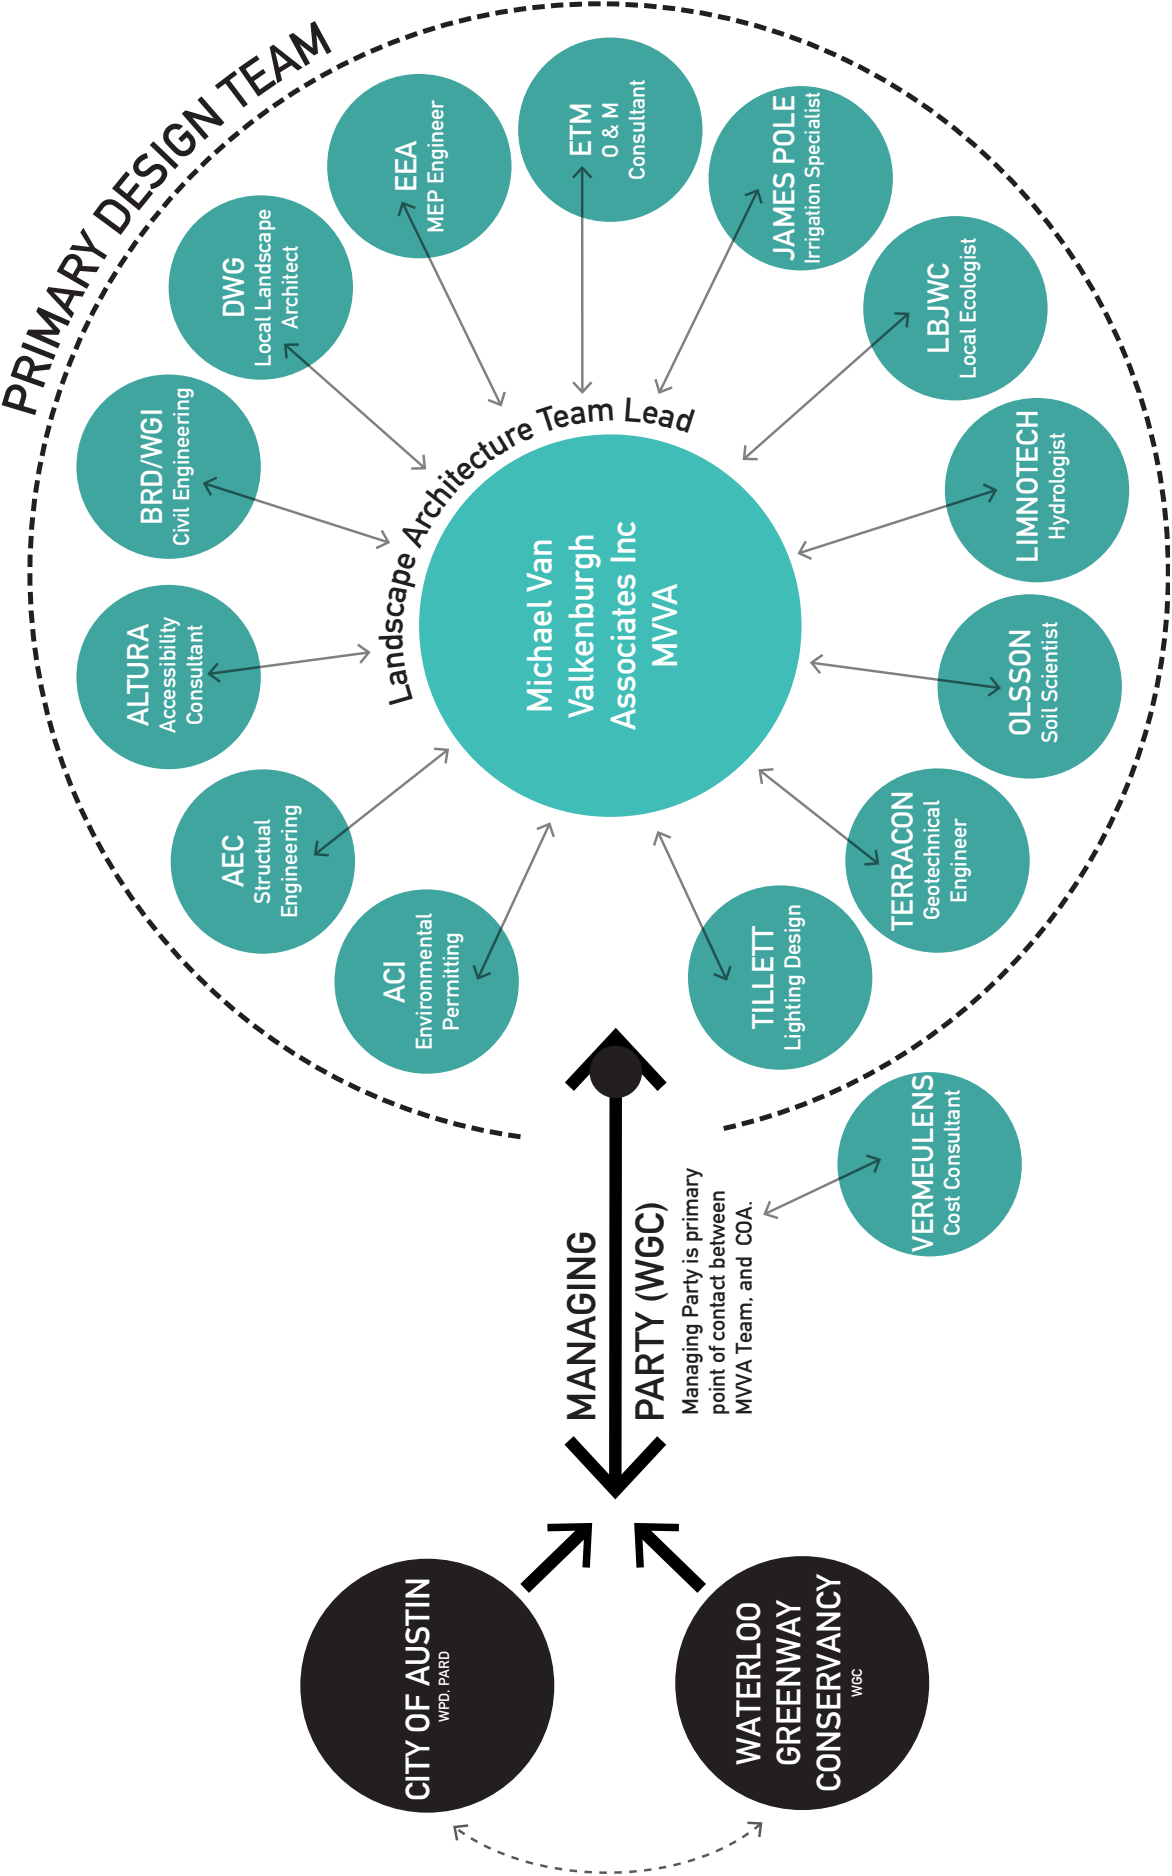 PRIMARY DESIGN TEAM
Landscape Architecture Team Lead
Michael Van
Valkenburgh
Associates Inc
MVVA
ACI
Environmental
Permitting
AEC
Structual
Engineering
ALTURA
Accessibility
Consultant
BRD/WGI
Civil Engineering
DWG
Local Landscape
Architect
EEA
MEP Engineer
ETM
O & M
Consultant
JAMES POLE
Irrigation Specialist
LBJWC
Local Ecologist
LIMNOTECH
Hydrologist
OLSSON
Soil Scientist
TERRACON
Geotechnical
Engineer
TILLETT
Lighting Design
VERMEULENS
Cost Consultant
MANAGING
PARTY (WGC)
Managing Party is primary
point of contact between
MVVA Team, and COA.
CITY OF AUSTIN
WPD, PARD
WATERLOO
GREENWAY
CONSERVANCY
WGC